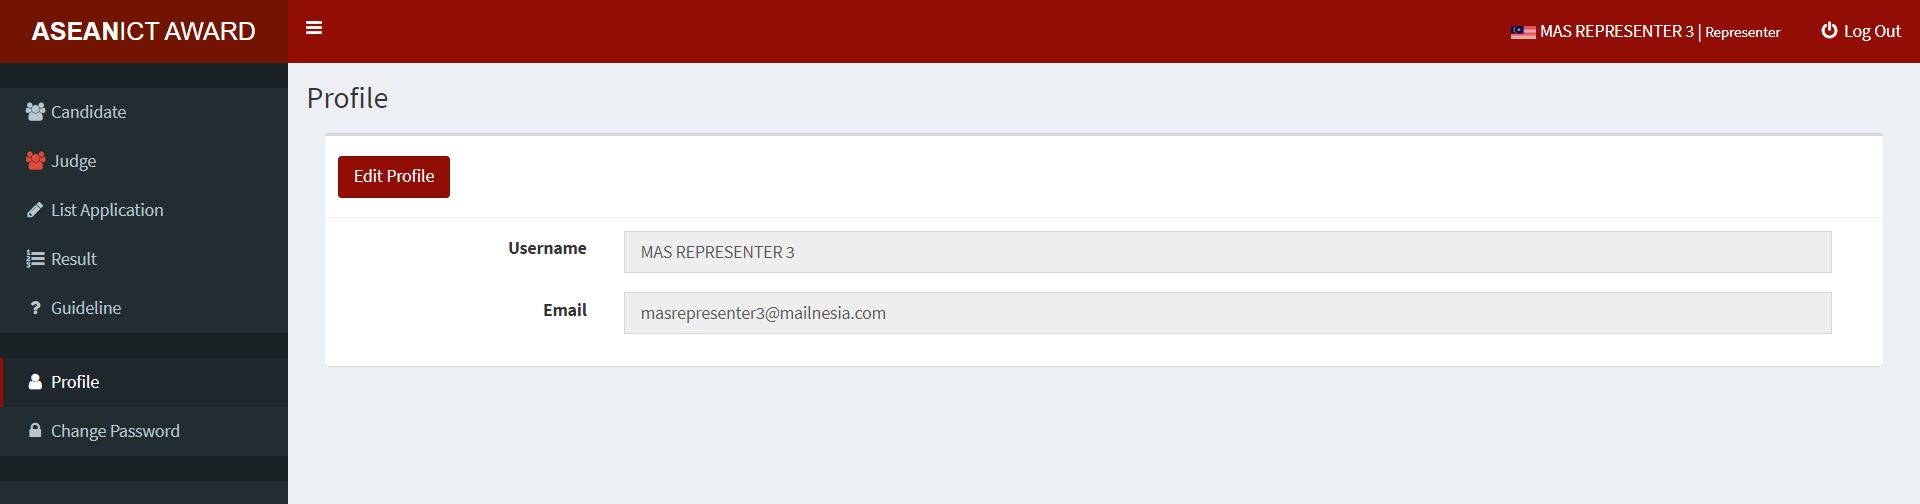 ASEANICT AWARD
MAS REPRESENTER 3 | Representer
Log Out
Candidate
Judge
List Application
Result
Guideline
Profile
Change Password
Profile
Edit Profile
Username
MAS REPRESENTER 3
Email
masrepresenter3@mailnesia.com